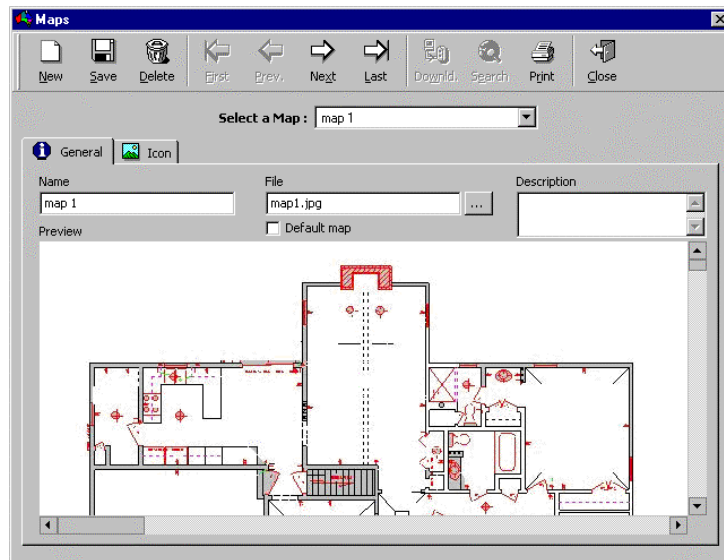 Maps
New Save Delete First Prev. Next Last Downld. Search Print Close
Select a Map : map 1
General Icon
Name File Description
map 1 map1.jpg ...
Preview Default map